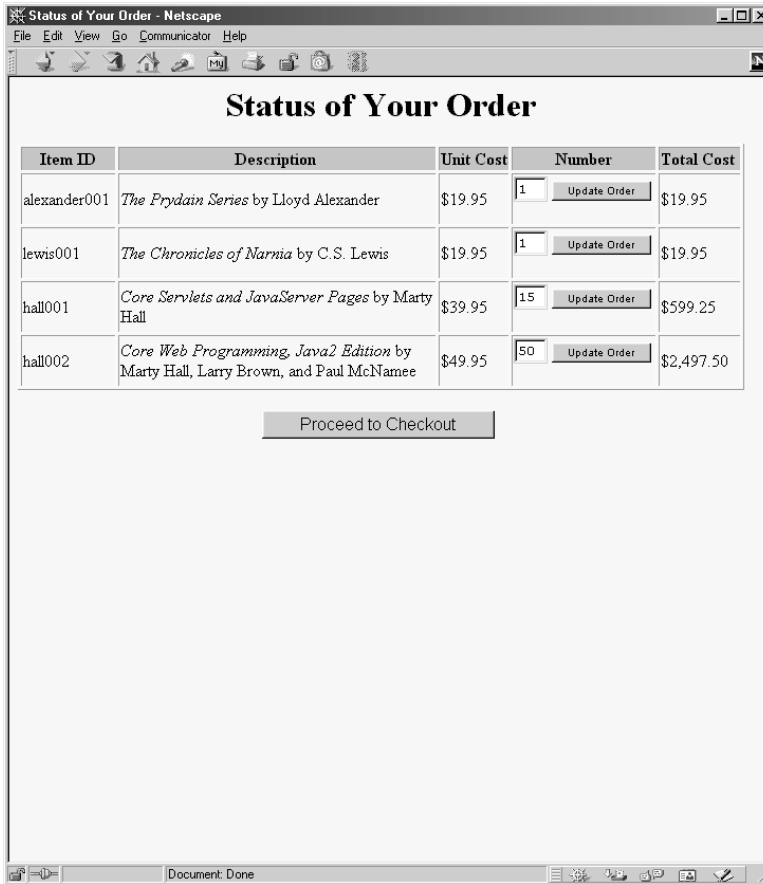 Status of Your Order - Netscape
File Edit View Go Communicator Help
My
N
Status of Your Order
Item ID Description Unit Cost Number Total Cost
alexander001 The Prydain Series by Lloyd Alexander $19.95 1 Update Order $19.95
lewis001 The Chronicles of Narnia by C.S. Lewis $19.95 1 Update Order $19.95
hall001 Core Servlets and JavaServer Pages by Marty
Hall $39.95 15 Update Order $599.25
hall002 Core Web Programming, Java2 Edition by
Marty Hall, Larry Brown, and Paul McNamee $49.95 50 Update Order $2,497.50
Proceed to Checkout
Document: Done